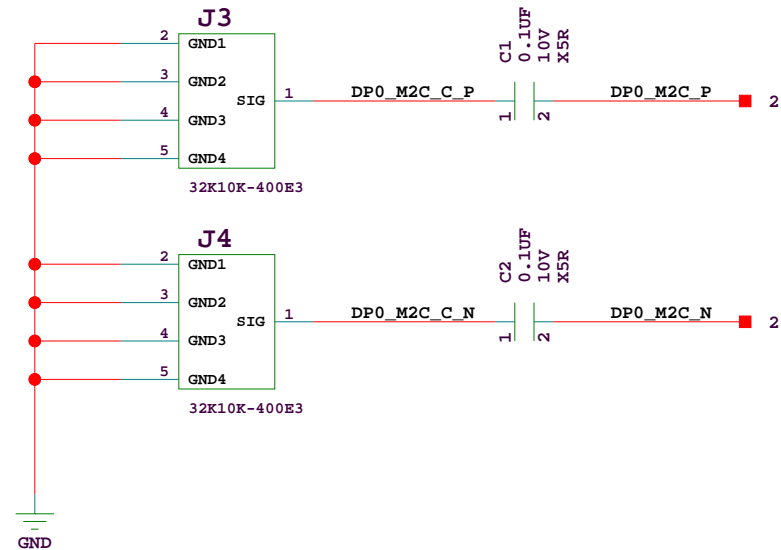 J3
2 GND1
3 GND2
SIG 1
4 GND3
5 GND4
32K10K-400E3
DP0_M2C_C_P
C1
0.1UF
10V
X5R
1 2
DP0_M2C_P
2
J4
2 GND1
3 GND2
SIG 1
4 GND3
5 GND4
32K10K-400E3
DP0_M2C_C_N
C2
0.1UF
10V
X5R
1 2
DP0_M2C_N
2
GND